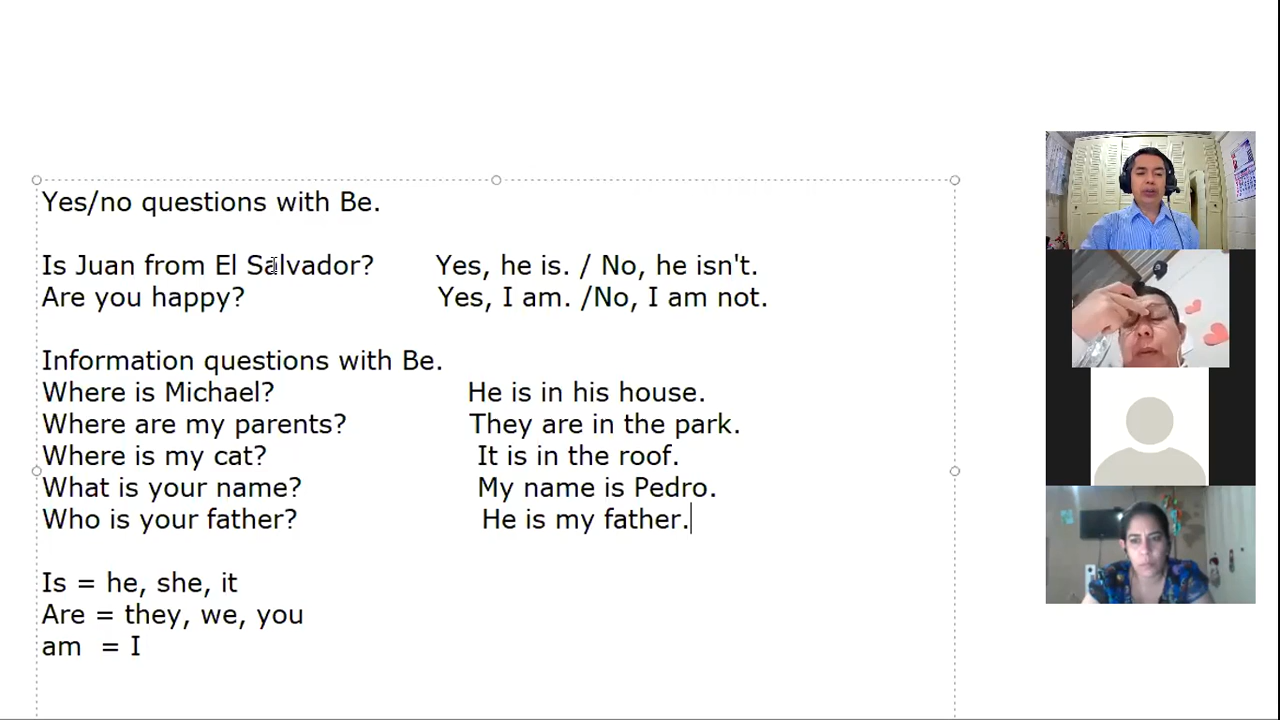 Yes/no questions with Be.
Is Juan from El Salvador? Yes, he is. / No, he isn't.
Are you happy? Yes, I am. /No, I am not.
Information questions with Be.
Where is Michael? He is in his house.
Where are my parents? They are in the park.
Where is my cat? It is in the roof.
What is your name? My name is Pedro.
Who is your father? He is my father.
Is = he, she, it
Are = they, we, you
am = I